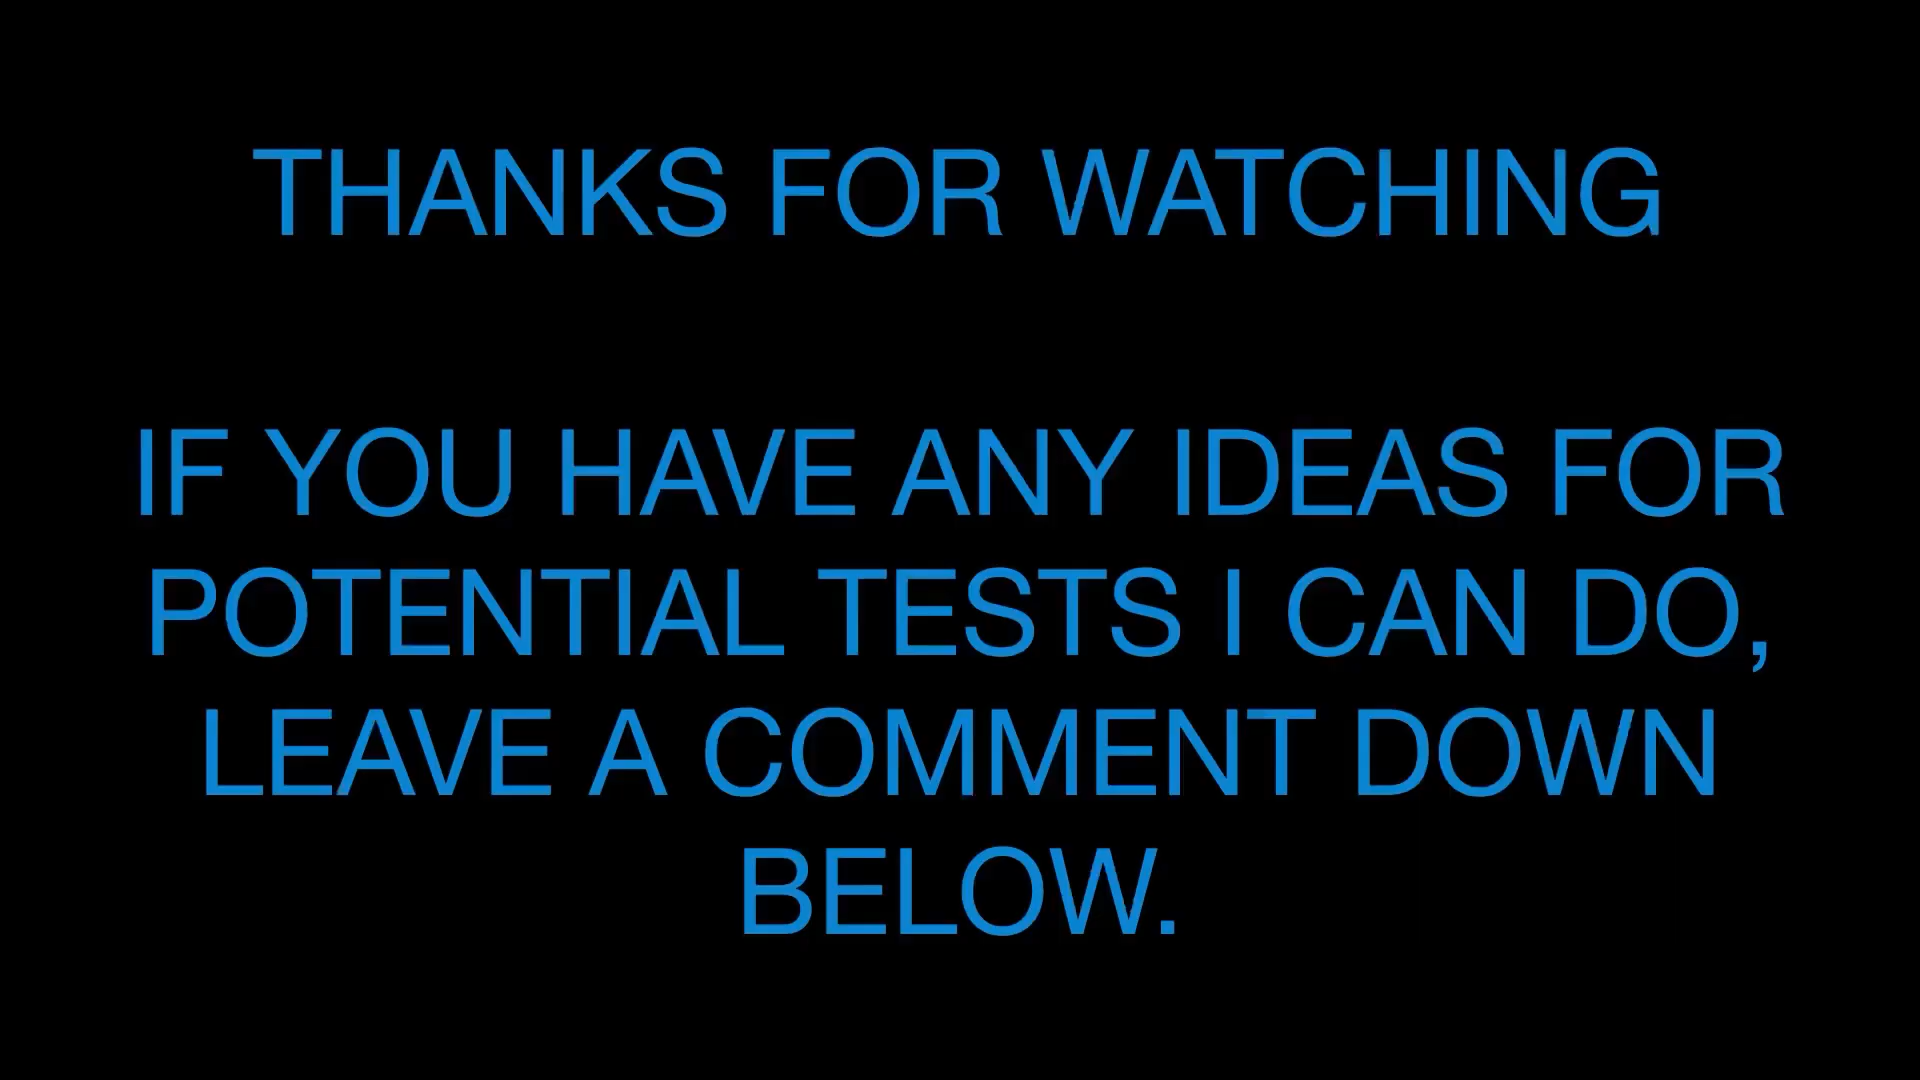 THANKS FOR WATCHING
IF YOU HAVE ANY IDEAS FOR
POTENTIAL TESTS I CAN DO,
LEAVE A COMMENT DOWN
BELOW.